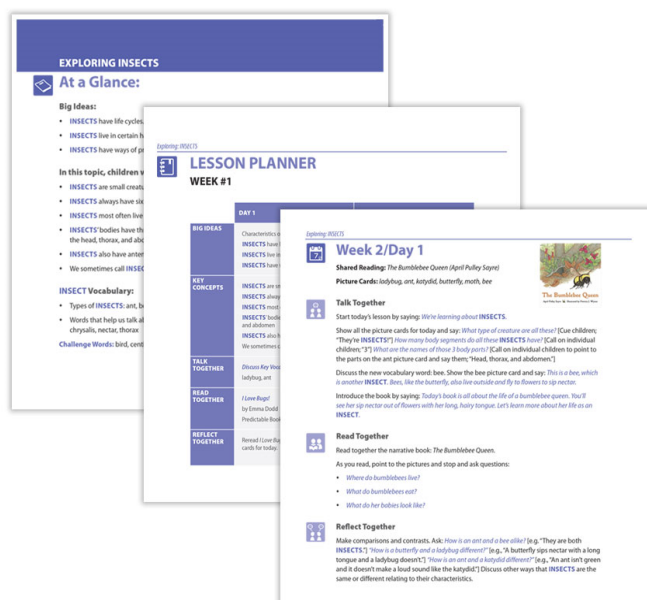 EXPLORING INSECTS
At a Glance:
Big Ideas:
• INSECTS have life cycles,
• INSECTS live in certain h
• INSECTS have ways of pr
In this topic, children w
• INSECTS are small creatu
• INSECTS always have six
• INSECTS most often live
• INSECTS' bodies have th
the head, thorax, and abd
• INSECTS also have anten
• We sometimes call INSEC
INSECT Vocabulary:
• Types of INSECTS: ant, b
• Words that help us talk al
chrysalis, nectar, thorax
Challenge Words: bird, cent
Exploring: INSECTS
LESSON PLANNER
WEEK #1
DAY 1
BIG IDEAS
Characteristics o
INSECTS have l
INSECTS live in
INSECTS have
KEY
CONCEPTS
INSECTS are sm
INSECTS alway
INSECTS most
INSECTS' bodie
and abdomen
INSECTS also h
We sometimes c
TALK
TOGETHER
Discuss Key Voca
ladybug, ant
READ
TOGETHER
I Love Bugs!
by Emma Dodd
Predictable Book
REFLECT
TOGETHER
Reread I Love Bu
cards for today.
Exploring: INSECTS
7
Week 2/Day 1
Shared Reading: The Bumblebee Queen (April Pulley Sayre)
Picture Cards: ladybug, ant, katydid, butterfly, moth, bee
The Bumblebee Queen
Talk Together
Start today's lesson by saying: We're learning about INSECTS.
Show all the picture cards for today and say: What type of creature are all these? [Cue children;
"They're INSECTS!"] How many body segments do all these INSECTS have? [Call on individual
children; "3"] What are the names of those 3 body parts? [Call on individual children to point to
the parts on the ant picture card and say them; "Head, thorax, and abdomen."]
Discuss the new vocabulary word: bee. Show the bee picture card and say: This is a bee, which
is another INSECT. Bees, like the butterfly, also live outside and fly to flowers to sip nectar.
Introduce the book by saying: Today's book is all about the life of a bumblebee queen. You'll
see her sip nectar out of flowers with her long, hairy tongue. Let's learn more about her life as an
INSECT.
Read Together
Read together the narrative book: The Bumblebee Queen.
As you read, point to the pictures and stop and ask questions:
• Where do bumblebees live?
• What do bumblebees eat?
• What do her babies look like?
Reflect Together
Make comparisons and contrasts. Ask: How is an ant and a bee alike? [e.g. "They are both
INSECTS."] "How is a butterfly and a ladybug different?" [e.g., "A butterfly sips nectar with a long
tongue and a ladybug doesn't."] "How is an ant and a katydid different?" [e.g., "An ant isn't green
and it doesn't make a loud sound like the katydid."] Discuss other ways that INSECTS are the
same or different relating to their characteristics.